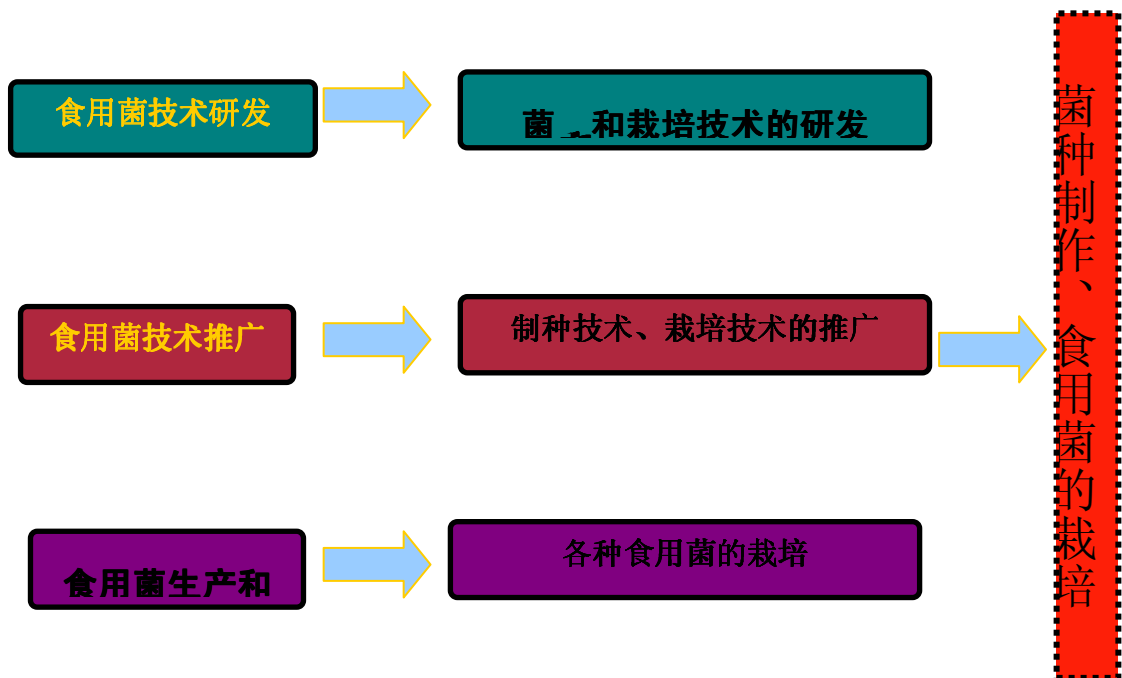 食用菌技术研发
菌 和栽培技术的研发
食用菌技术推广
制种技术、栽培技术的推广
食用菌生产和
各种食用菌的栽培
菌种制作、食用菌的栽培